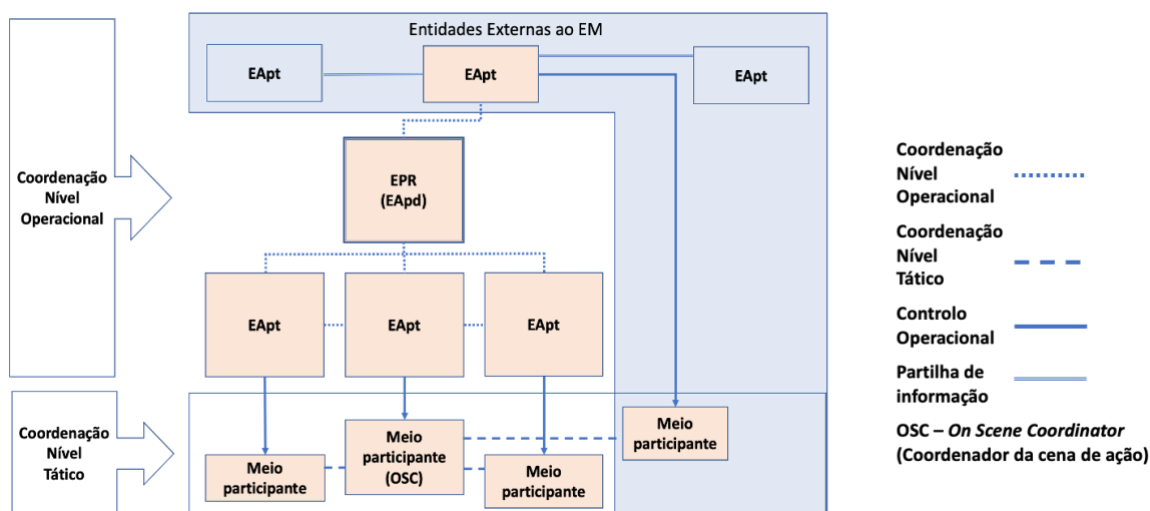 Entidades Externas ao EM
EApt
EApt
EApt
EPR
(EApd)
Coordenação
Nível
Operacional
EApt
EApt
EApt
Coordenação
Nível
Tático
Meio
participante
Meio
participante
(OSC)
Meio
participante
Meio
participante
Coordenação
Nível
Operacional
Coordenação
Nível
Tático
Controlo
Operacional
Partilha de
informação
OSC – On Scene Coordinator
(Coordenador da cena de ação)